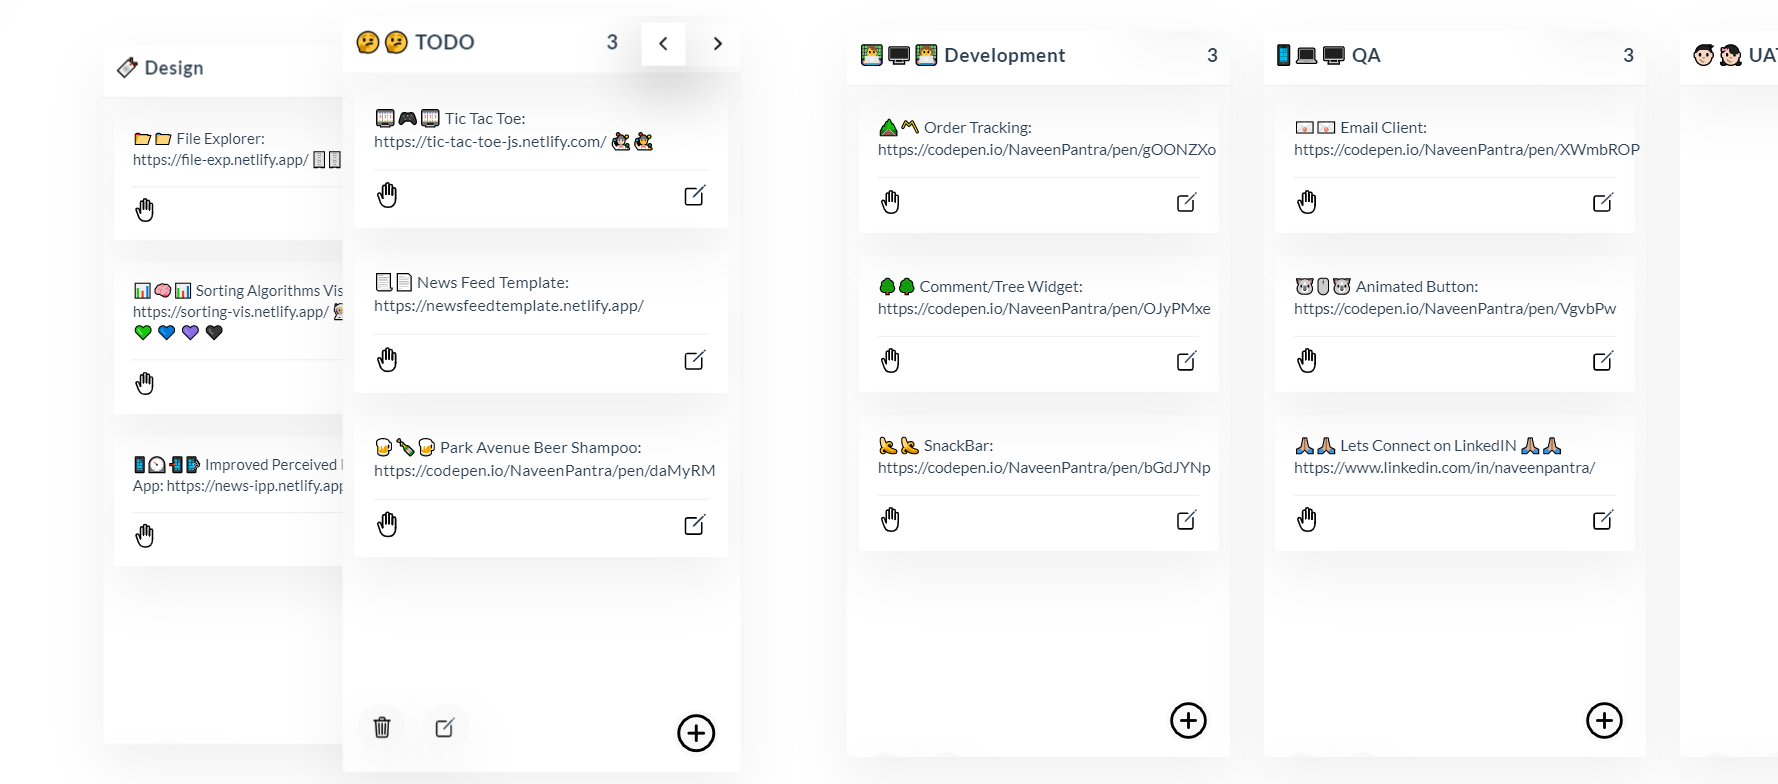 Design
File Explorer:
https://file-exp.netlify.app/
Sorting Algorithms Vis
https://sorting-vis.netlify.app/
Improved Perceived
App: https://news-ipp.netlify.app
TODO 3
Tic Tac Toe:
https://tic-tac-toe-js.netlify.com/
News Feed Template:
https://newsfeedtemplate.netlify.app/
Park Avenue Beer Shampoo:
https://codepen.io/NaveenPantra/pen/daMyRM
Development 3
Order Tracking:
https://codepen.io/NaveenPantra/pen/gOONZXo
Comment/Tree Widget:
https://codepen.io/NaveenPantra/pen/OJyPMxe
SnackBar:
https://codepen.io/NaveenPantra/pen/bGdJYNp
QA 3
Email Client:
https://codepen.io/NaveenPantra/pen/XWmbROP
Animated Button:
https://codepen.io/NaveenPantra/pen/VgvbPw
Lets Connect on LinkedIN
https://www.linkedin.com/in/naveenpantra/
UA